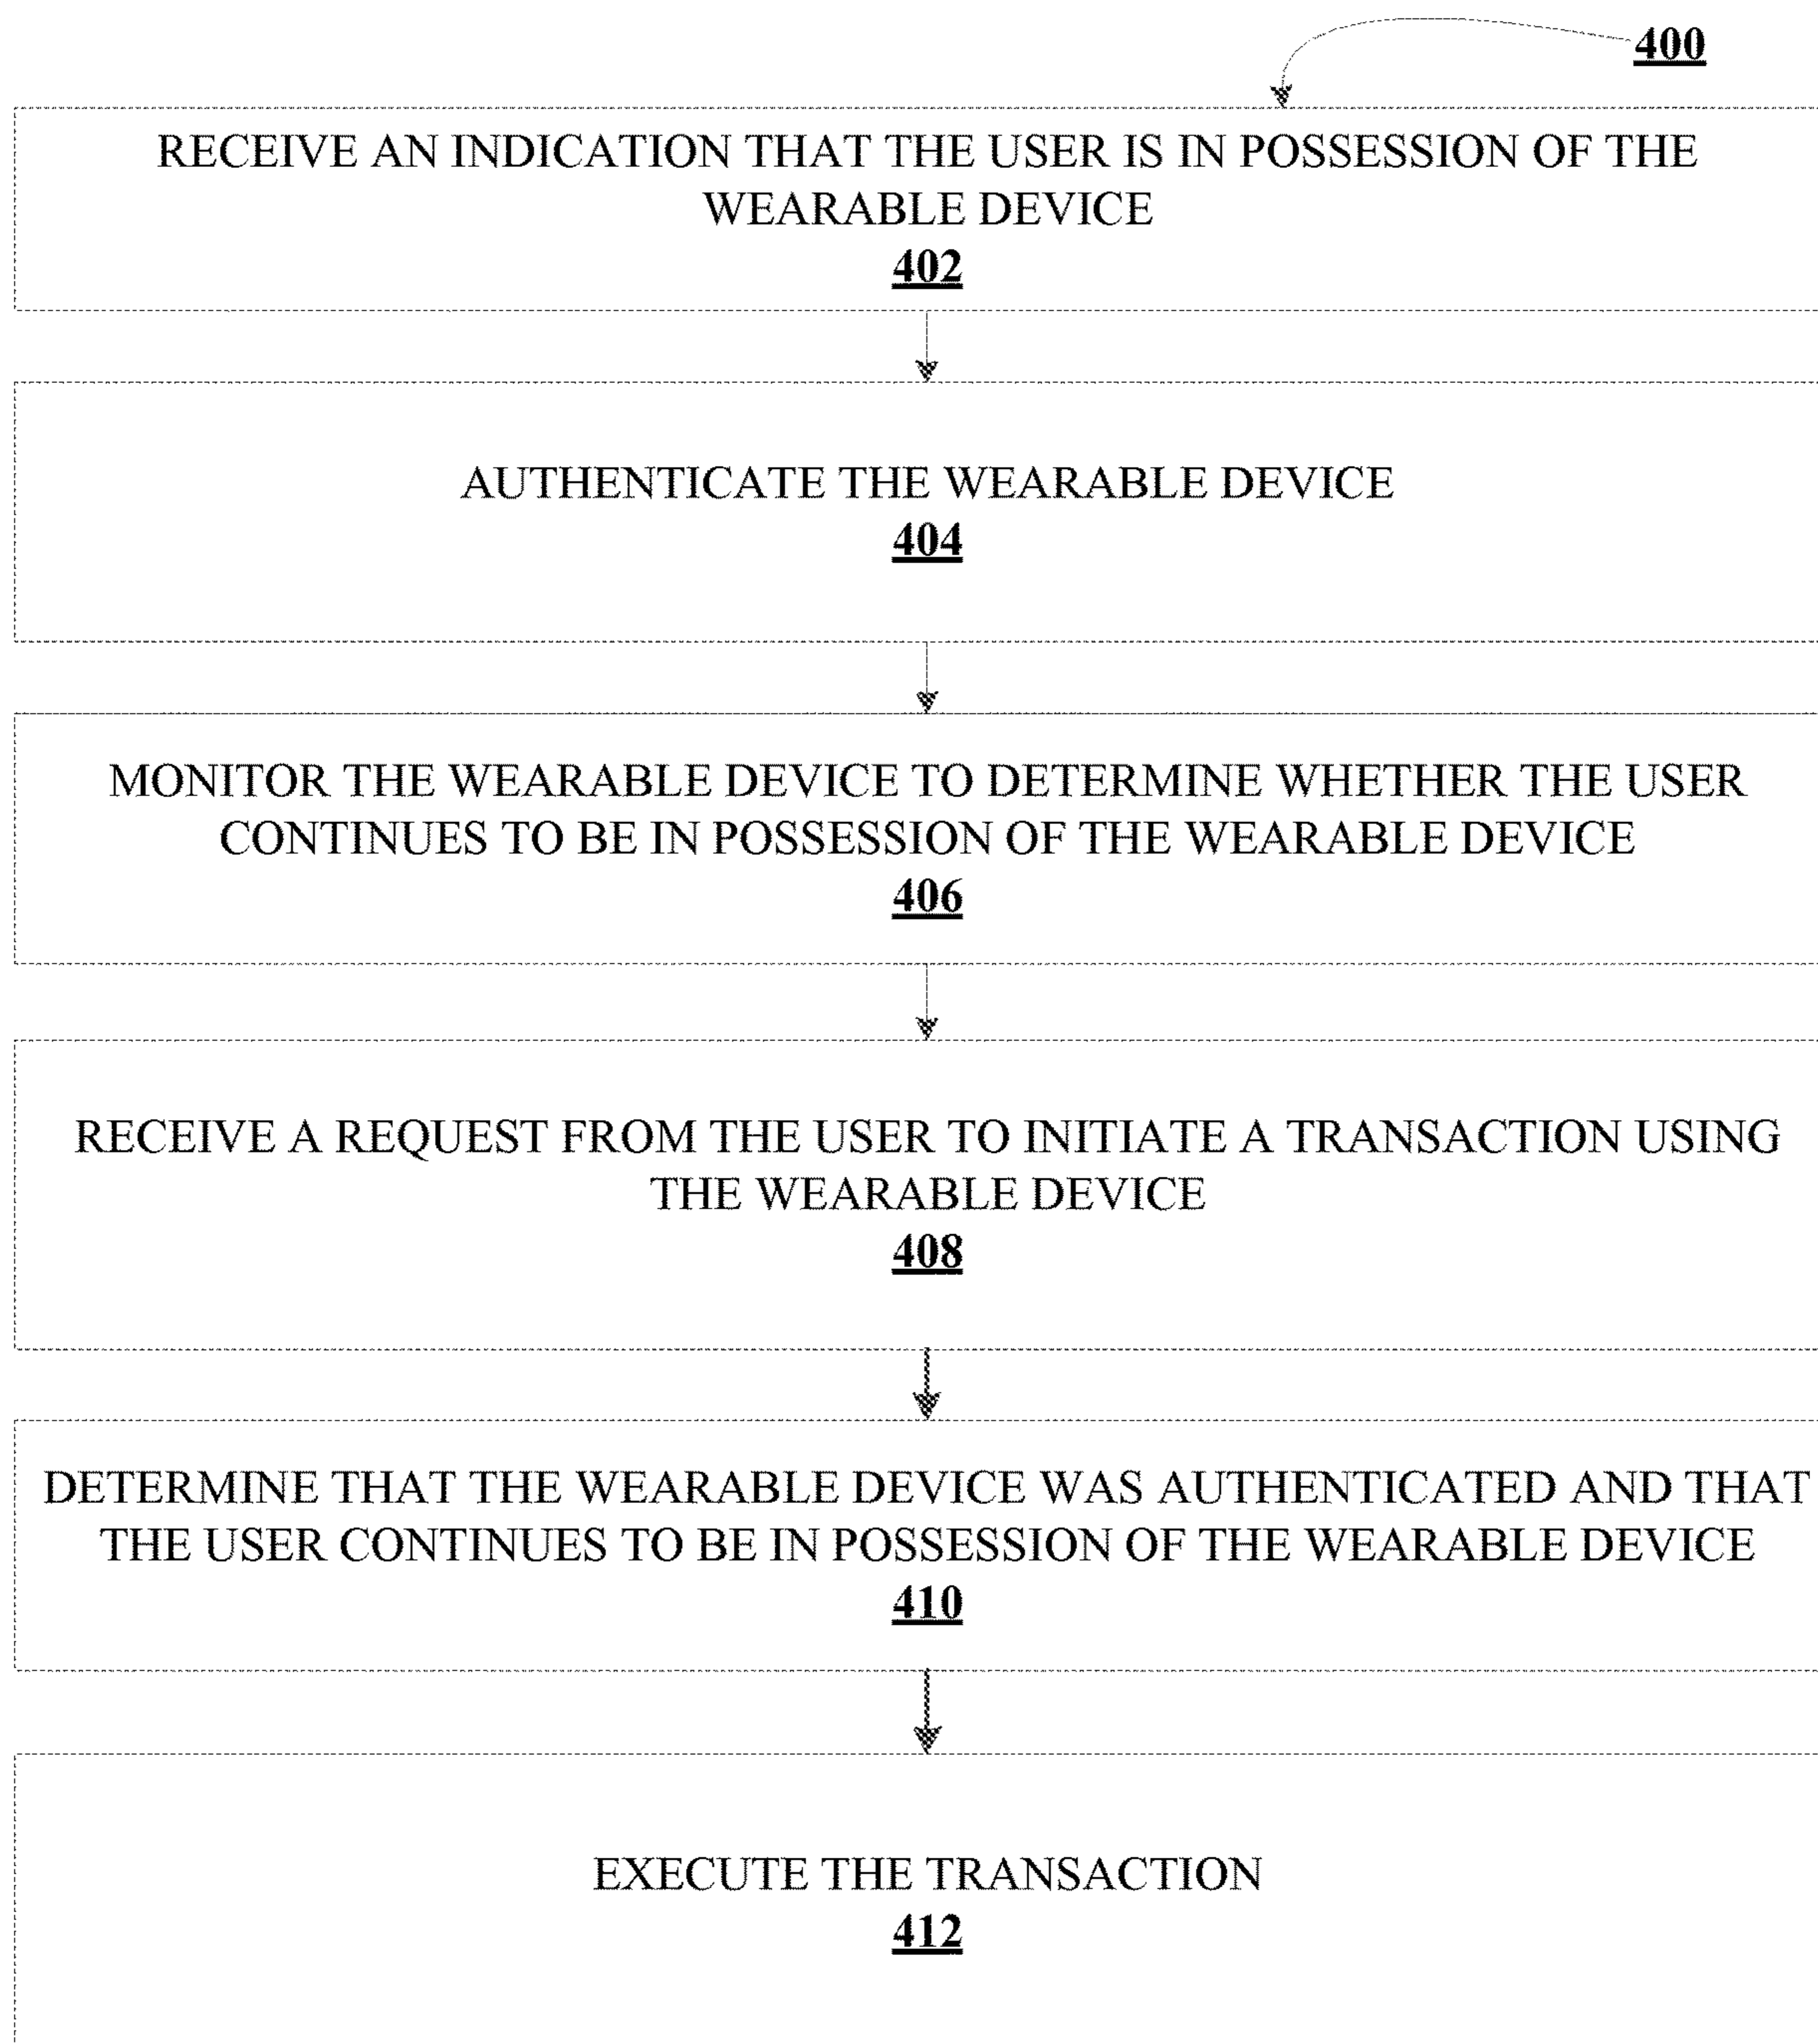 400
RECEIVE AN INDICATION THAT THE USER IS IN POSSESSION OF THE
WEARABLE DEVICE
402
AUTHENTICATE THE WEARABLE DEVICE
404
MONITOR THE WEARABLE DEVICE TO DETERMINE WHETHER THE USER
CONTINUES TO BE IN POSSESSION OF THE WEARABLE DEVICE
406
RECEIVE A REQUEST FROM THE USER TO INITIATE A TRANSACTION USING
THE WEARABLE DEVICE
408
DETERMINE THAT THE WEARABLE DEVICE WAS AUTHENTICATED AND THAT
THE USER CONTINUES TO BE IN POSSESSION OF THE WEARABLE DEVICE
410
EXECUTE THE TRANSACTION
412